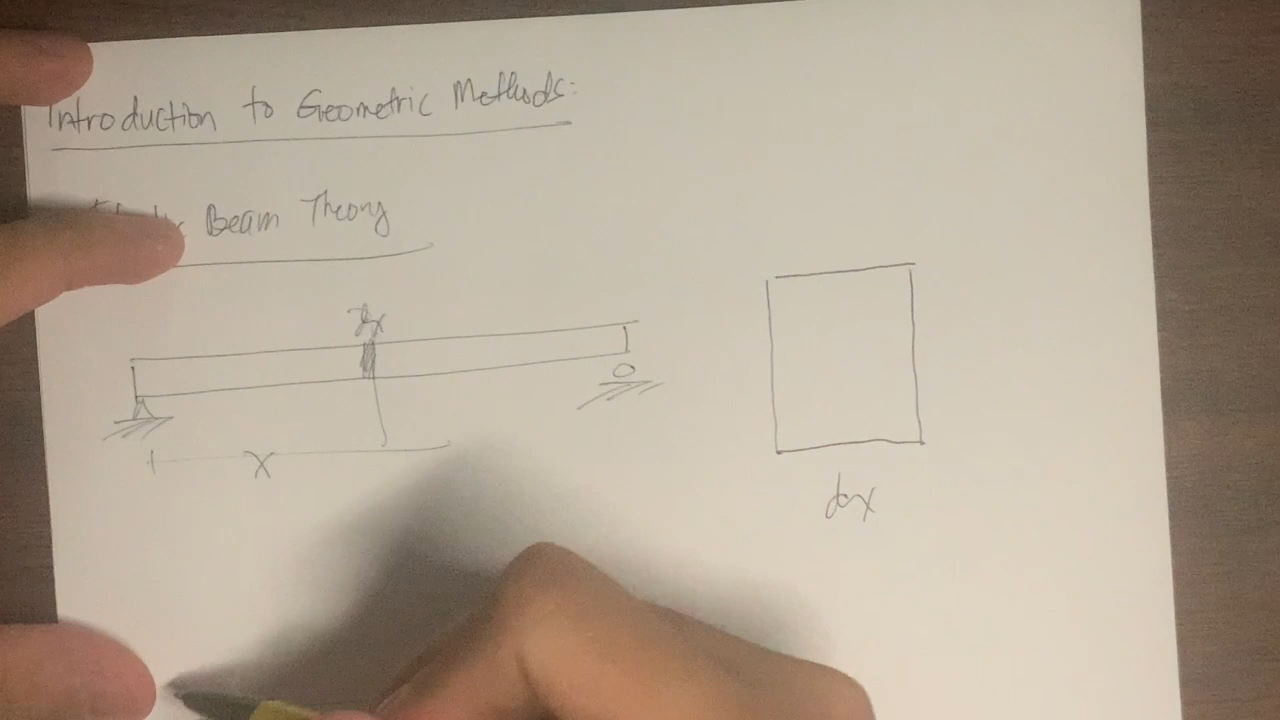 Introduction to Geometric Methods:
Beam Theory
dx
X
dx